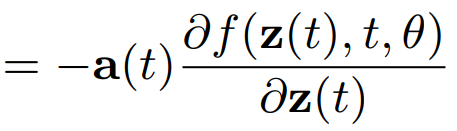 = −𝐚(t) ∂f(𝐳(t), t, θ) / ∂𝐳(t)